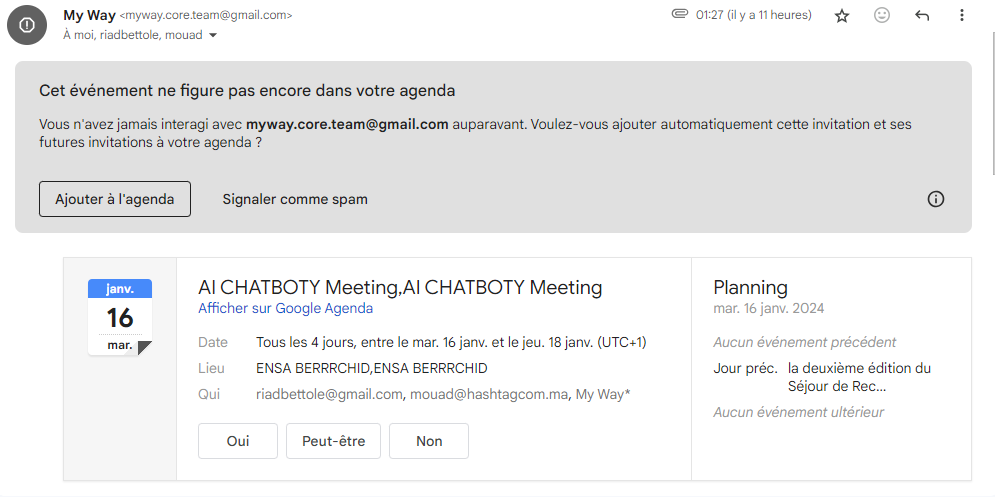 My Way <myway.core.team@gmail.com>
01:27 (il y a 11 heures)
À moi, riadbettole, mouad
Cet événement ne figure pas encore dans votre agenda
Vous n'avez jamais interagi avec myway.core.team@gmail.com auparavant. Voulez-vous ajouter automatiquement cette invitation et ses
futures invitations à votre agenda ?
Ajouter à l'agenda
Signaler comme spam
janv.
16
mar.
AI CHATBOTY Meeting,AI CHATBOTY Meeting
Afficher sur Google Agenda
Date Tous les 4 jours, entre le mar. 16 janv. et le jeu. 18 janv. (UTC+1)
Lieu ENSA BERRRCHID,ENSA BERRRCHID
Qui riadbettole@gmail.com, mouad@hashtagcom.ma, My Way*
Oui
Peut-être
Non
Planning
mar. 16 janv. 2024
Aucun événement précédent
Jour préc. la deuxième édition du
Séjour de Rec...
Aucun événement ultérieur